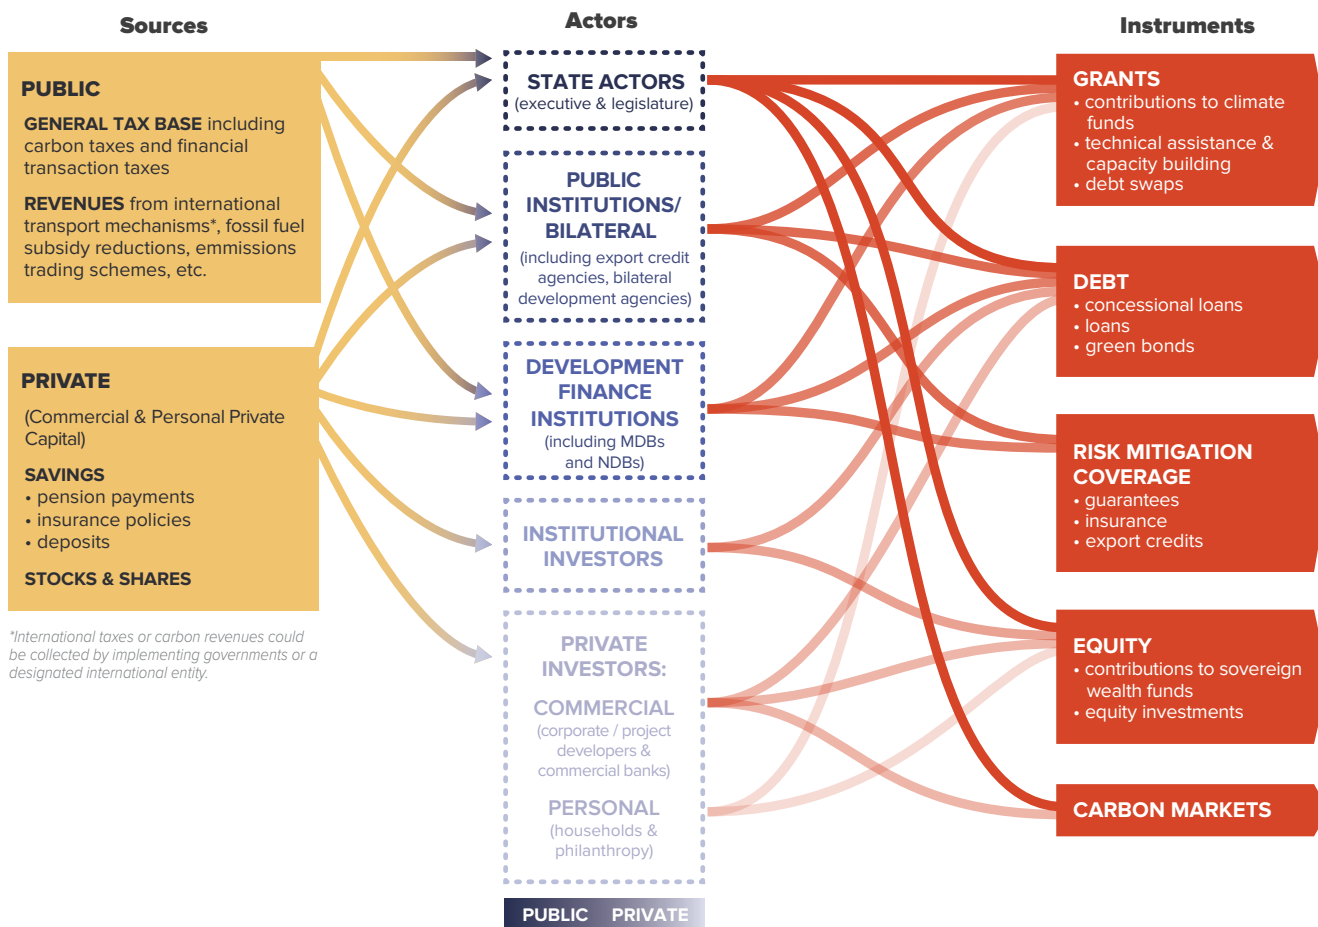 Sources
Actors
Instruments
PUBLIC
GENERAL TAX BASE including
carbon taxes and financial
transaction taxes
REVENUES from international
transport mechanisms*, fossil fuel
subsidy reductions, emmissions
trading schemes, etc.
PRIVATE
(Commercial & Personal Private
Capital)
SAVINGS
• pension payments
• insurance policies
• deposits
STOCKS & SHARES
*International taxes or carbon revenues could
be collected by implementing governments or a
designated international entity.
STATE ACTORS
(executive & legislature)
PUBLIC
INSTITUTIONS/
BILATERAL
(including export credit
agencies, bilateral
development agencies)
DEVELOPMENT
FINANCE
INSTITUTIONS
(including MDBs
and NDBs)
INSTITUTIONAL
INVESTORS
PRIVATE
INVESTORS:
COMMERCIAL
(corporate / project
developers &
commercial banks)
PERSONAL
(households &
philanthropy)
PUBLIC PRIVATE
GRANTS
• contributions to climate
funds
• technical assistance &
capacity building
• debt swaps
DEBT
• concessional loans
• loans
• green bonds
RISK MITIGATION
COVERAGE
• guarantees
• insurance
• export credits
EQUITY
• contributions to sovereign
wealth funds
• equity investments
CARBON MARKETS